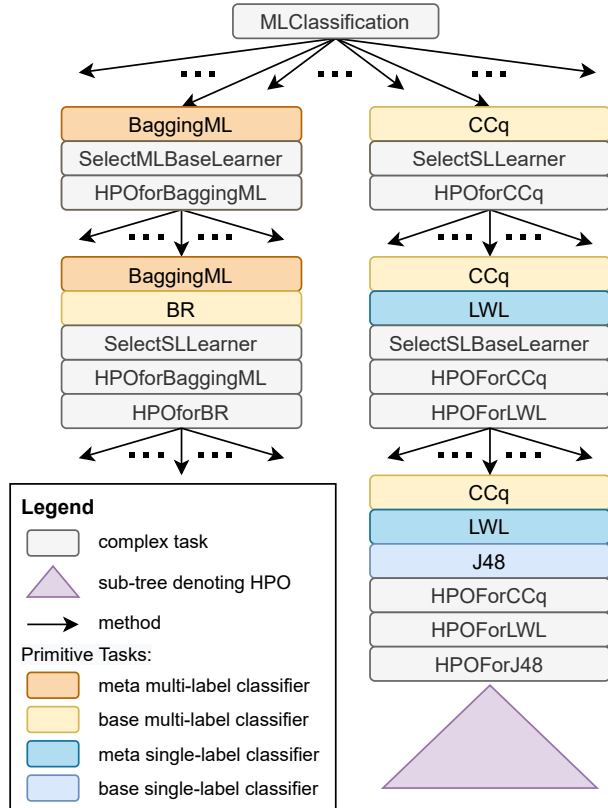 MLClassification
BaggingML
SelectMLBaseLearner
HPOforBaggingML
CCq
SelectSLLearner
HPOforCCq
BaggingML
BR
SelectSLLearner
HPOforBaggingML
HPOforBR
CCq
LWL
SelectSLBaseLearner
HPOForCCq
HPOForLWL
CCq
LWL
J48
HPOForCCq
HPOForLWL
HPOForJ48
Legend
complex task
sub-tree denoting HPO
method
Primitive Tasks:
meta multi-label classifier
base multi-label classifier
meta single-label classifier
base single-label classifier